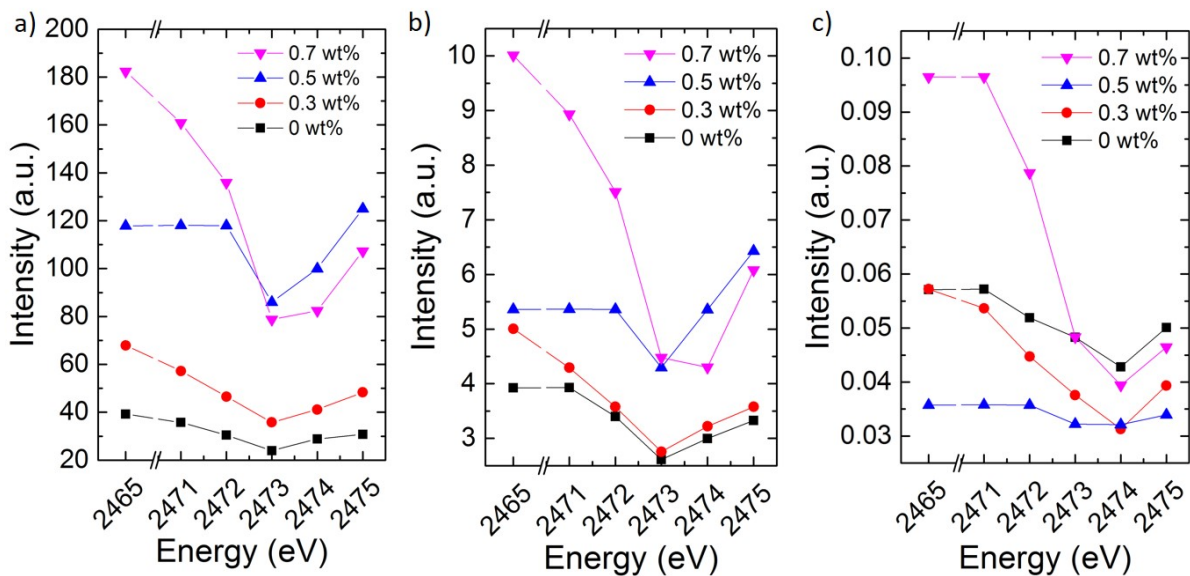 a)
Intensity (a.u.)
200
180
160
140
120
100
80
60
40
20
0.7 wt%
0.5 wt%
0.3 wt%
0 wt%
2465
2471
2472
2473
2474
2475
Energy (eV)
b)
Intensity (a.u.)
10
9
8
7
6
5
4
3
0.7 wt%
0.5 wt%
0.3 wt%
0 wt%
2465
2471
2472
2473
2474
2475
Energy (eV)
c)
Intensity (a.u.)
0.10
0.09
0.08
0.07
0.06
0.05
0.04
0.03
0.7 wt%
0.5 wt%
0.3 wt%
0 wt%
2465
2471
2472
2473
2474
2475
Energy (eV)